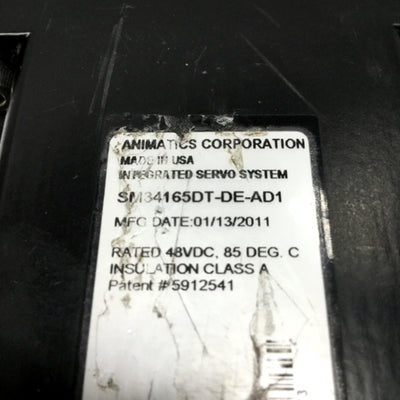 ANIMATICS CORPORATION
MADE IN USA
INTEGRATED SERVO SYSTEM
SM34165DT-DE-AD1
MFG DATE:01/13/2011
RATED 48VDC, 85 DEG. C
INSULATION CLASS A
Patent #5912541